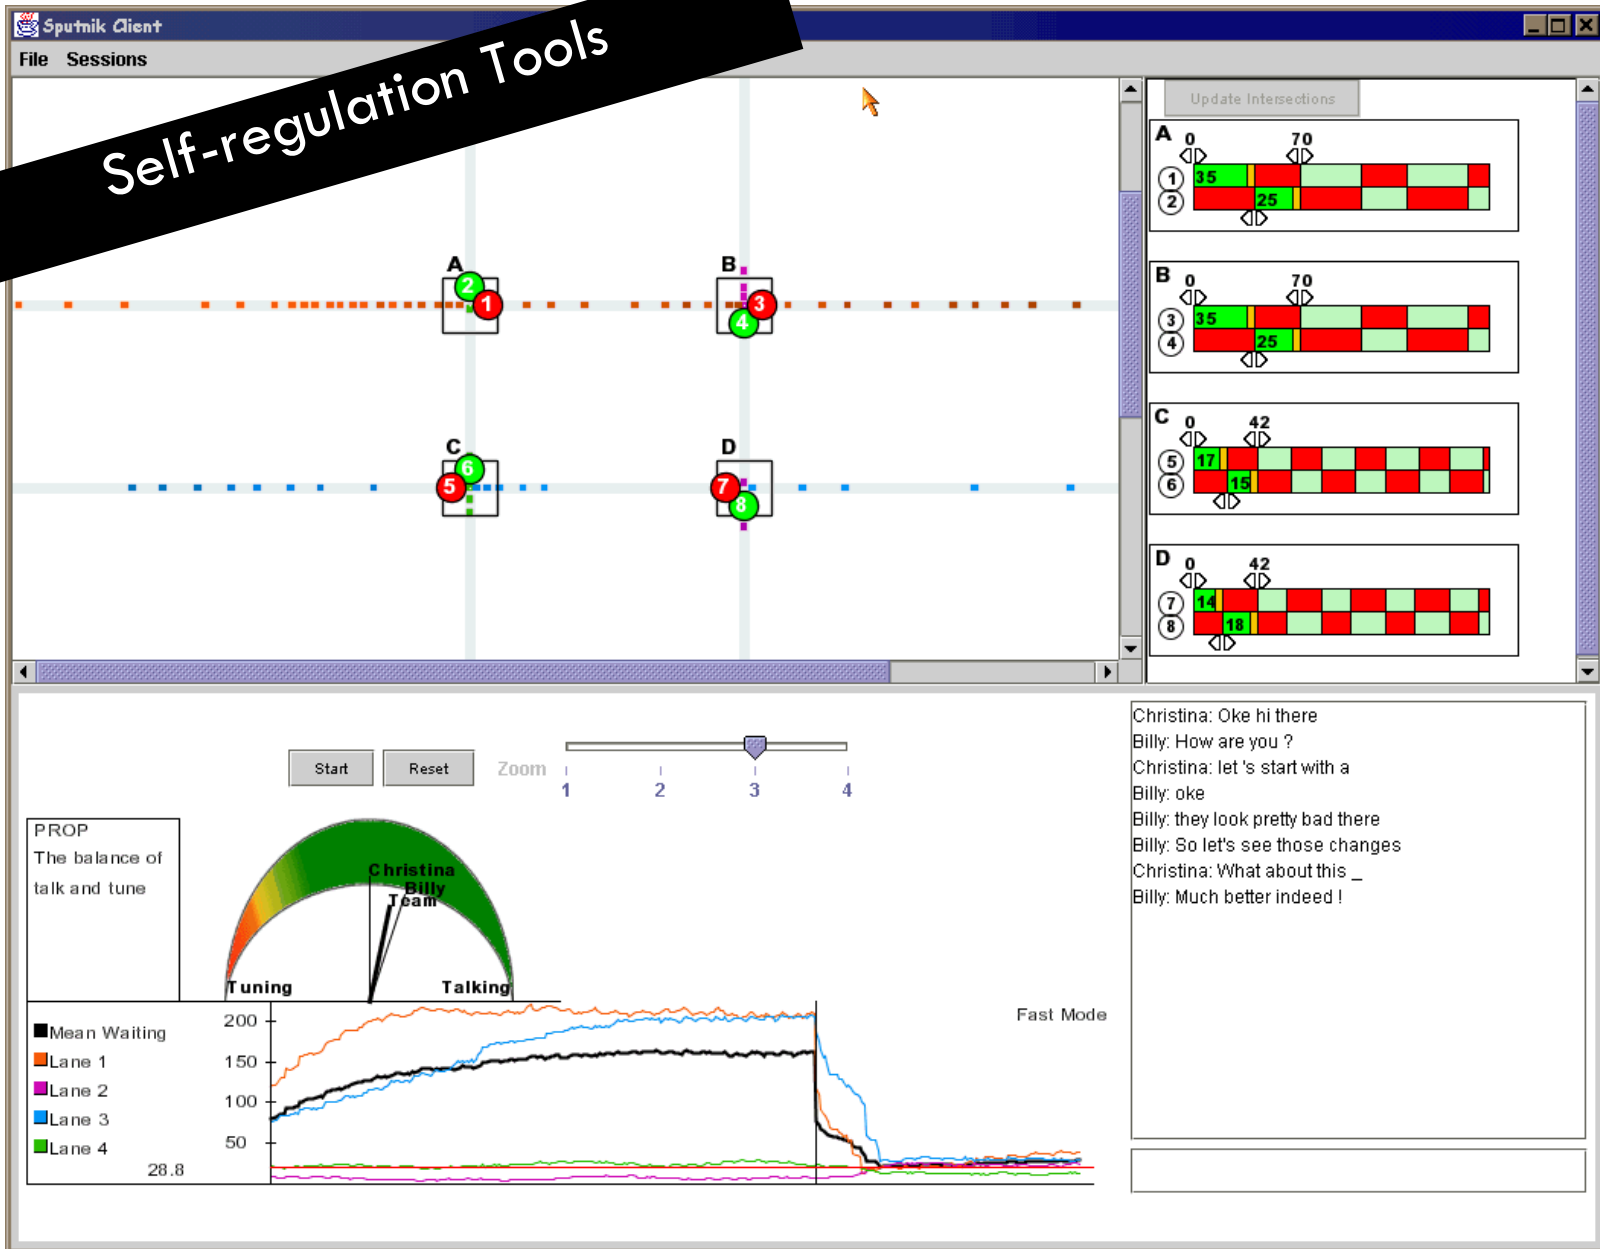 Sputnik Client
File Sessions
Self-regulation Tools
Update Intersections
A
0 70
1 35
2 25
B
0 70
3 35
4 25
C
0 42
5 17
6 15
D
0 42
7 14
8 18
A
2
1
B
3
4
C
6
5
D
7
8
Start
Reset
Zoom
1 2 3 4
PROP
The balance of
talk and tune
Christina
Billy
Team
Tuning
Talking
Mean Waiting
Lane 1
Lane 2
Lane 3
Lane 4
28.8
200
150
100
50
Fast Mode
Christina: Oke hi there
Billy: How are you ?
Christina: let 's start with a
Billy: oke
Billy: they look pretty bad there
Billy: So let's see those changes
Christina: What about this _
Billy: Much better indeed !